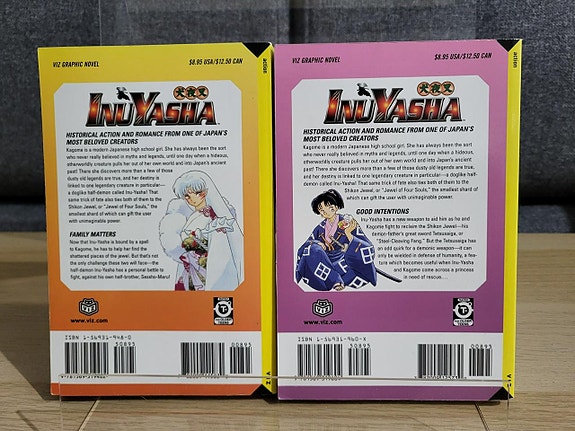 VIZ GRAPHIC NOVEL
$8.95 USA/$12.50 CAN
action
犬夜叉
INUYASHA
HISTORICAL ACTION AND ROMANCE FROM ONE OF JAPAN'S
MOST BELOVED CREATORS
Kagome is a modern Japanese high school girl. She has always been the sort
who never really believed in myths and legends, until one day when a hideous,
otherworldly creature pulls her out of her own world and into Japan's ancient
past! There she discovers more than a few of those
dusty old legends are true, and her destiny is
linked to one legendary creature in particular—a
doglike half-demon called Inu-Yasha! That
same trick of fate also ties both of them to the
Shikon Jewel, or "Jewel of Four Souls," the
smallest shard of which can gift the user
with unimaginable power.
FAMILY MATTERS
Now that Inu-Yasha is bound by a spell
to Kagome, he has to help her find the
shattered pieces of the jewel. But that's not
the only challenge these two will face—the
half-demon Inu-Yasha has a personal battle to
fight, against his own half-brother, Sessho-Maru!
VIZ
www.viz.com
T+
ISBN 1-56931-948-0
50895
VIZ
VIZ GRAPHIC NOVEL
$8.95 USA/$12.50 CAN
action
犬夜叉
INUYASHA
HISTORICAL ACTION AND ROMANCE FROM ONE OF JAPAN'S
MOST BELOVED CREATORS
Kagome is a modern Japanese high school girl. She has always been the sort
who never really believed in myths and legends, until one day when a hideous,
otherworldly creature pulls her out of her own world and into Japan's ancient
past! There she discovers more than a few of those dusty old legends are true,
and her destiny is linked to one legendary creature in particular—a doglike
half-demon called Inu-Yasha! That same trick of fate also ties both of them to the
Shikon Jewel, or "Jewel of Four Souls," the smallest shard of
which can gift the user with unimaginable power.
GOOD INTENTIONS
Inu-Yasha has a new weapon to aid him as he and
Kagome fight to reclaim the Shikon Jewel—his
demon-father's great sword Tetsusaiga, or
"Steel-Cleaving Fang." But the Tetsusaiga has
an odd quirk for a demonic weapon—it can
only be wielded in defense of humanity, a fea-
ture which becomes useful when Inu-Yasha
and Kagome come across a princess
in need of rescue....
VIZ
www.viz.com
T+
ISBN 1-56931-960-X
50895
VIZ